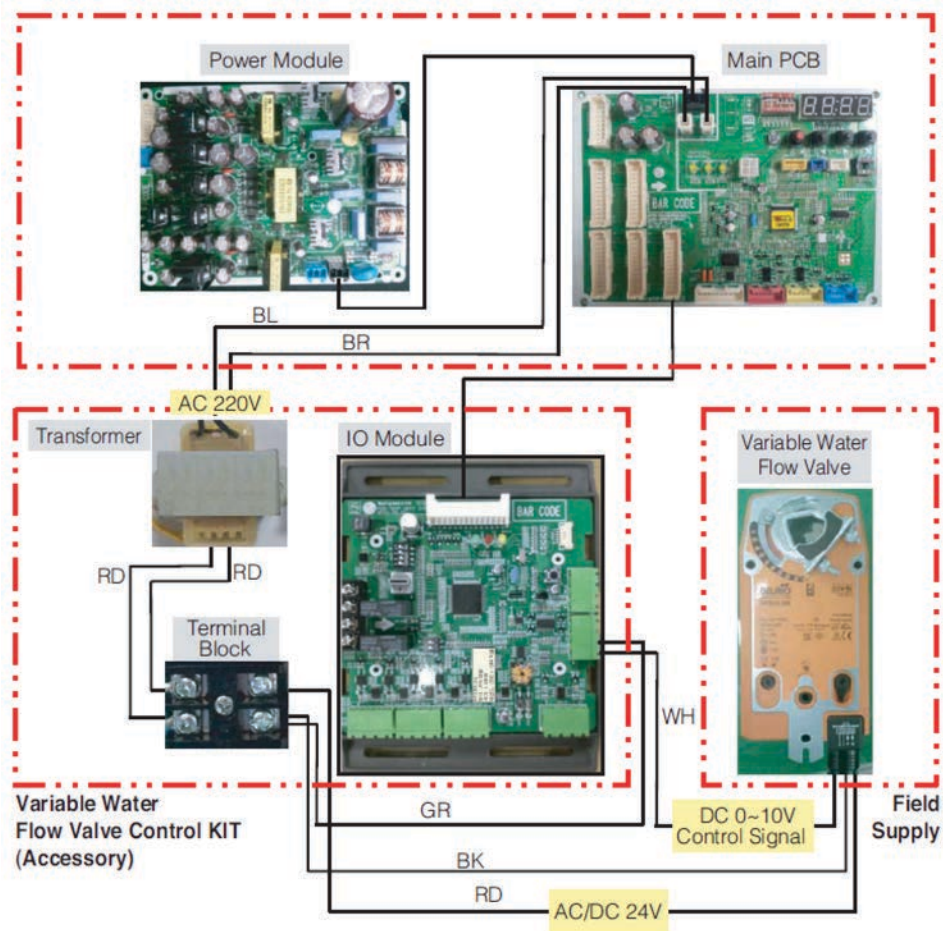 Power Module
Main PCB
BAR CODE
BL
BR
AC 220V
Transformer
IO Module
Variable Water
Flow Valve
BAR CODE
RD
RD
Terminal
Block
WH
Variable Water
Flow Valve Control KIT
(Accessory)
GR
DC 0~10V
Control Signal
Field
Supply
BK
RD
AC/DC 24V